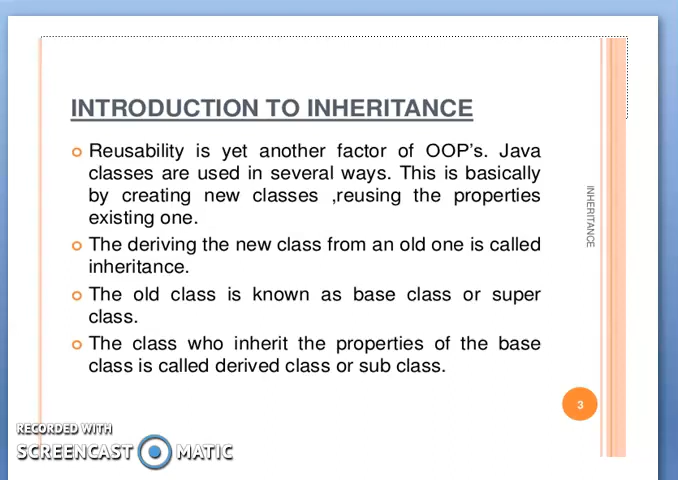 INTRODUCTION TO INHERITANCE
Reusability is yet another factor of OOP's. Java
classes are used in several ways. This is basically
by creating new classes ,reusing the properties
existing one.
The deriving the new class from an old one is called
inheritance.
The old class is known as base class or super
class.
The class who inherit the properties of the base
class is called derived class or sub class.
INHERITANCE
3
RECORDED WITH
SCREENCAST MATIC